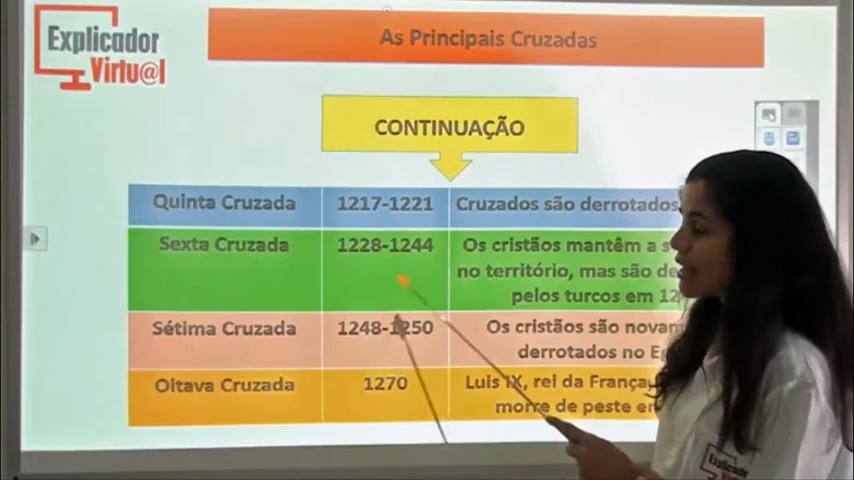 Explicador
Virtu@l
As Principais Cruzadas
CONTINUAÇÃO
Quinta Cruzada 1217-1221 Cruzados são derrotados
Sexta Cruzada 1228-1244 Os cristãos mantêm a
no território, mas são
pelos turcos em
Sétima Cruzada 1248-1250 Os cristãos são
derrotados no
Oitava Cruzada 1270 Luis IX, rei da França
morre de peste
Explicador